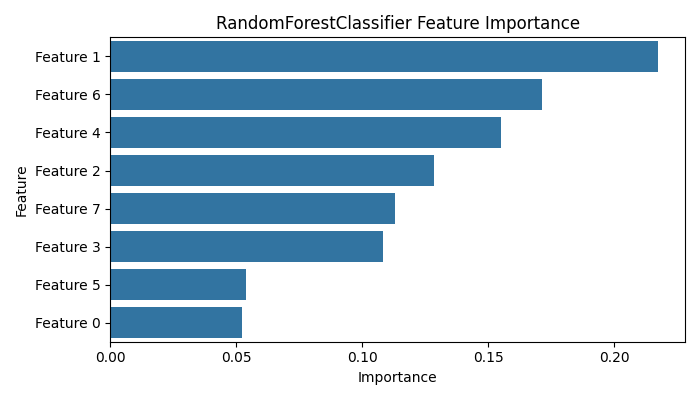 RandomForestClassifier Feature Importance
Feature 1
Feature 6
Feature 4
Feature 2
Feature 7
Feature 3
Feature 5
Feature 0
Feature
0.00 0.05 0.10 0.15 0.20
Importance